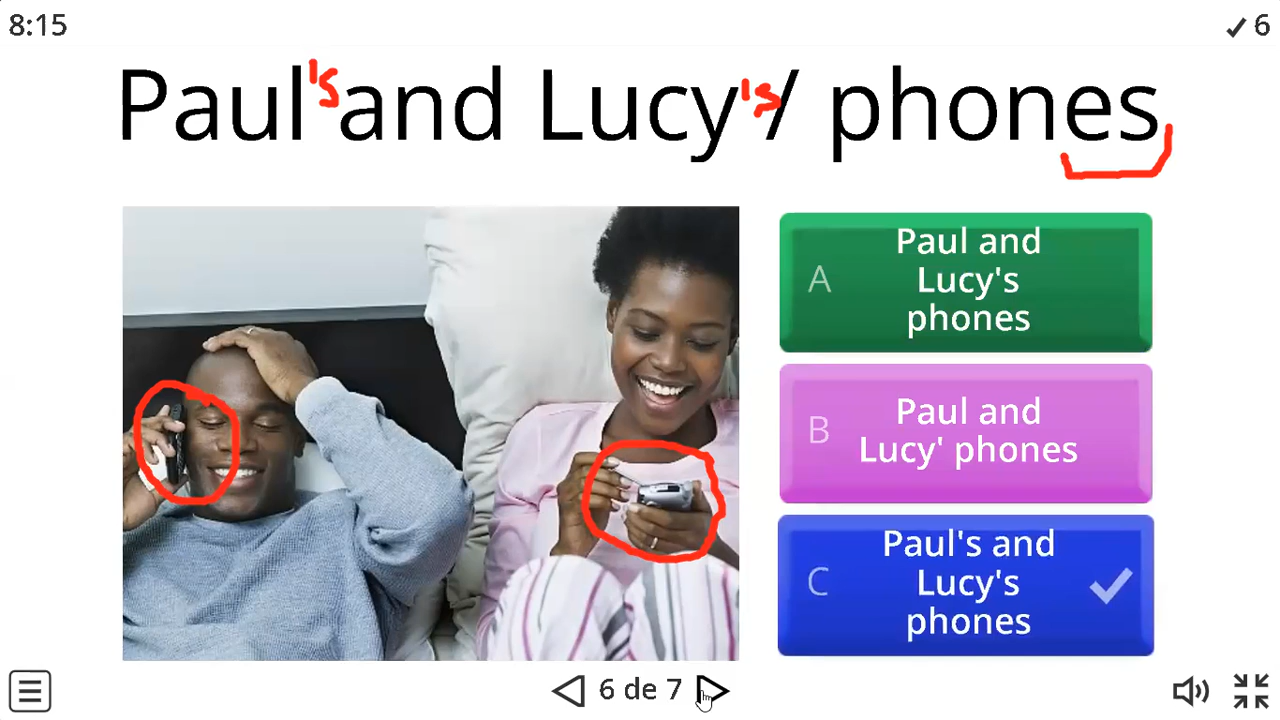 8:15
6
Paul's and Lucy's/ phones
A
Paul and
Lucy's
phones
B
Paul and
Lucy' phones
C
Paul's and
Lucy's
phones
6 de 7